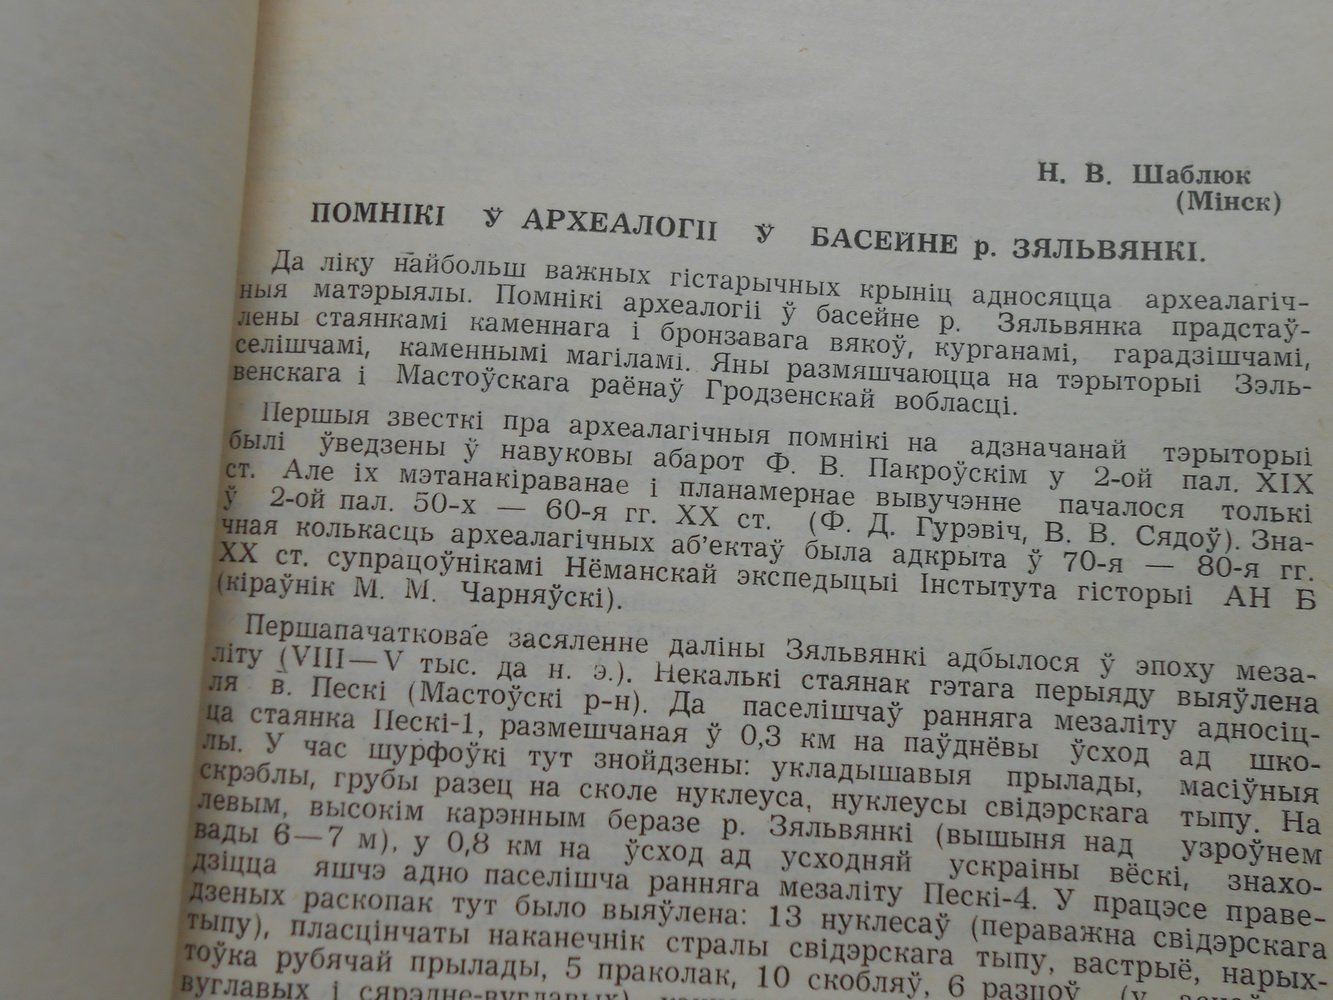 Н. В. Шаблюк
(Мінск)
ПОМНІКІ Ў АРХЕАЛОГІІ Ў БАСЕЙНЕ р. ЗЯЛЬВЯНКІ.
Да ліку найбольш важных гістарычных крыніц адносяцца археалагіч-
ныя матэрыялы. Помнікі археалогіі ў басейне р. Зяльвянка прадстаў-
лены стаянкамі каменнага і бронзавага вякоў, курганамі, гарадзішчамі,
селішчамі, каменнымі магіламі. Яны размяшчаюцца на тэрыторыі Зэль-
венскага і Мастоўскага раёнаў Гродзенскай вобласці.
Першыя звесткі пра археалагічныя помнікі на адзначанай тэрыторыі
былі ўведзены ў навуковы абарот Ф. В. Пакроўскім у 2-ой пал. XIX
ст. Але іх мэтанакіраванае і планамернае вывучэнне пачалося толькі
ў 2-ой пал. 50-х — 60-я гг. XX ст. (Ф. Д. Гурэвіч, В. В. Сядоў). Зна-
чная колькасць археалагічных аб'ектаў была адкрыта ў 70-я — 80-я гг.
XX ст. супрацоўнікамі Нёманскай экспедыцыі Інстытута гісторыі АН Б
(кіраўнік М. М. Чарняўскі).
Першапачатковае засяленне даліны Зяльвянкі адбылося ў эпоху меза-
літу (VIII—V тыс. да н. э.). Некалькі стаянак гэтага перыяду выяўлена
ля в. Пескі (Мастоўскі р-н). Да паселішчаў ранняга мезаліту адносіц-
ца стаянка Пескі-1, размешчаная ў 0,3 км на паўднёвы ўсход ад шко-
лы. У час шурфоўкі тут знойдзены: укладышавыя прылады, масіўныя
скрэблы, грубы разец на сколе нуклеуса, нуклеусы свідэрскага тыпу. На
левым, высокім карэнным беразе р. Зяльвянкі (вышыня над узроўнем
вады 6—7 м), у 0,8 км на ўсход ад усходняй ускраіны вёскі, знахо-
дзіцца яшчэ адно паселішча ранняга мезаліту Пескі-4. У працэсе праве-
дзеных раскопак тут было выяўлена: 13 нуклесаў (пераважна свідэрскага
тыпу), пласцінчаты наканечнік стралы свідэрскага тыпу, вастрыё, нарых-
тоўка рубячай прылады, 5 праколак, 10 скобляў, 6 разцоў (у
вуглавых і сярэдне-вуглавых),